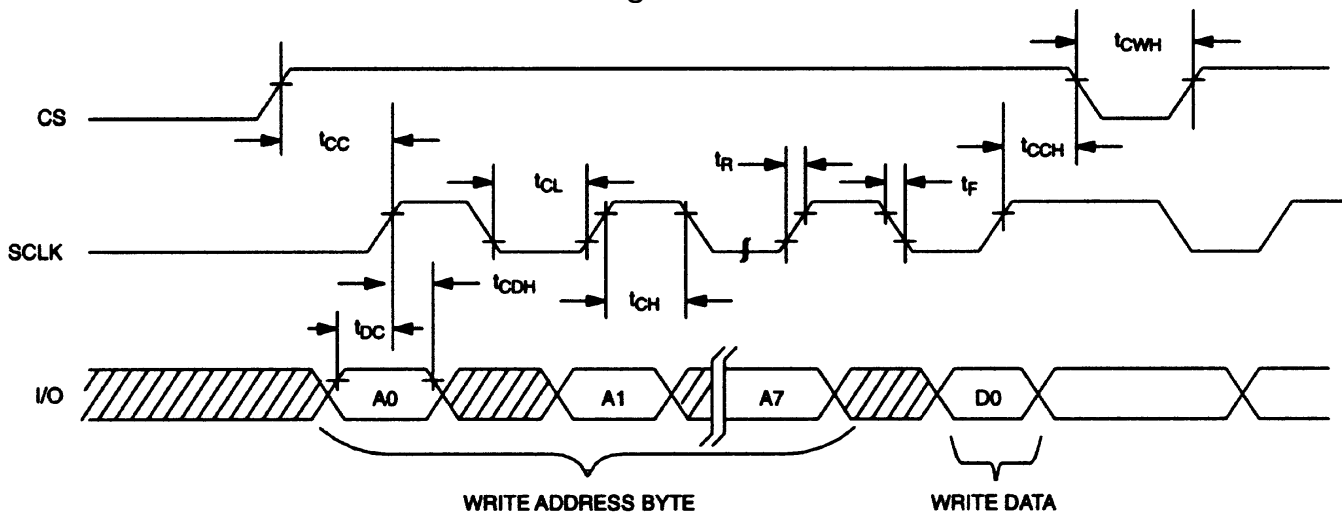 tCWH
CS
tCC
tCCH
tR
tCL
tF
SCLK
tCDH
tCH
tDC
I/O
A0
A1
A7
D0
WRITE ADDRESS BYTE
WRITE DATA